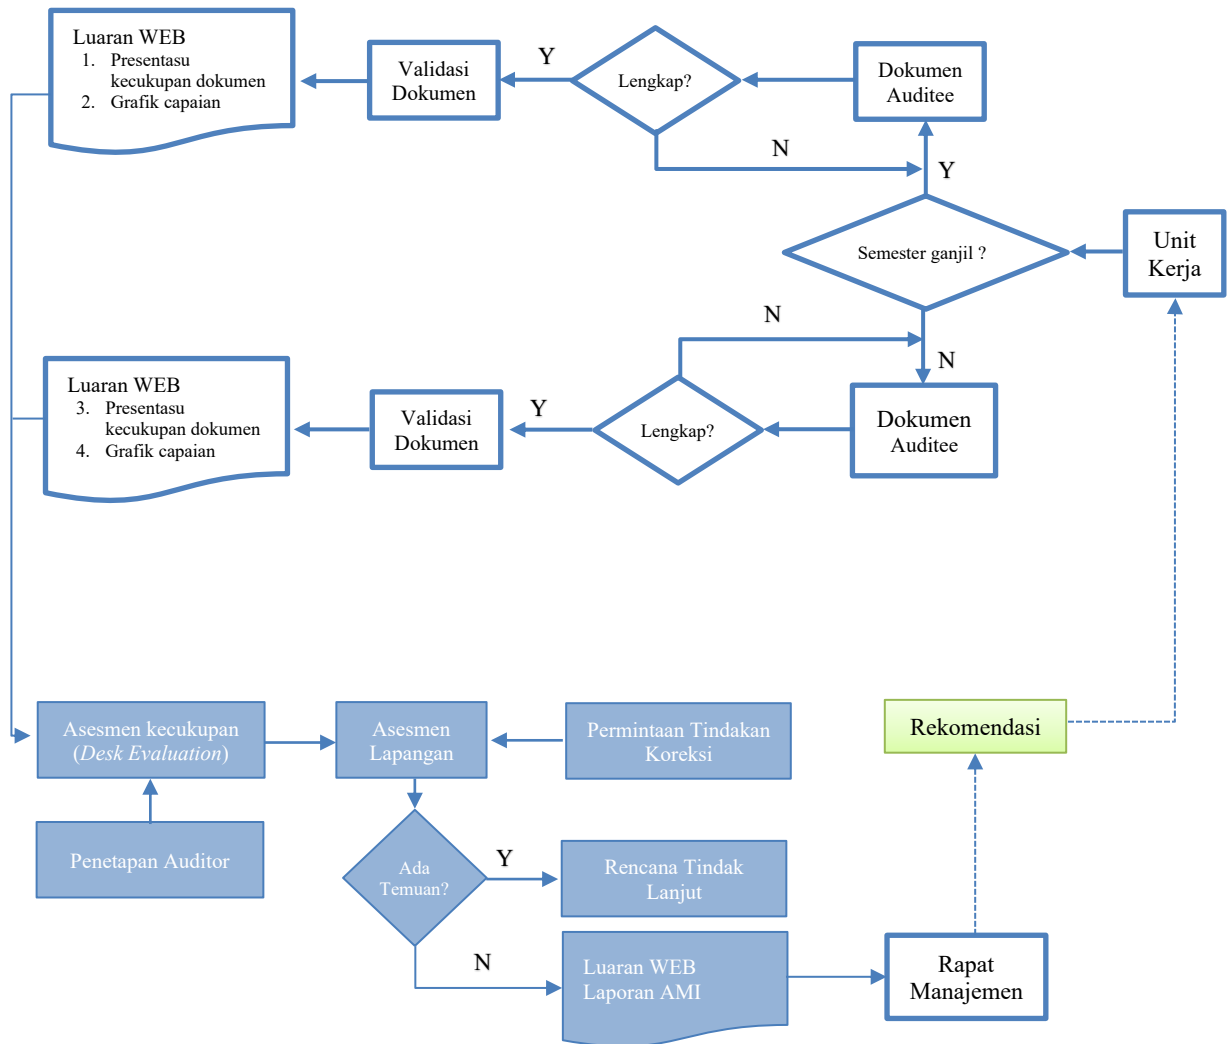 Luaran WEB
1. Presentasu
kecukupan dokumen
2. Grafik capaian
Validasi
Dokumen
Y
Lengkap?
Dokumen
Auditee
N
Y
Semester ganjil ?
Unit
Kerja
N
N
Luaran WEB
3. Presentasu
kecukupan dokumen
4. Grafik capaian
Validasi
Dokumen
Y
Lengkap?
Dokumen
Auditee
Asesmen kecukupan
(Desk Evaluation)
Asesmen
Lapangan
Permintaan Tindakan
Koreksi
Rekomendasi
Penetapan Auditor
Ada
Temuan?
Y
Rencana Tindak
Lanjut
N
Luaran WEB
Laporan AMI
Rapat
Manajemen